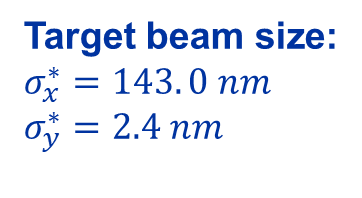 Target beam size:
σ*x = 143.0 nm
σ*y = 2.4 nm